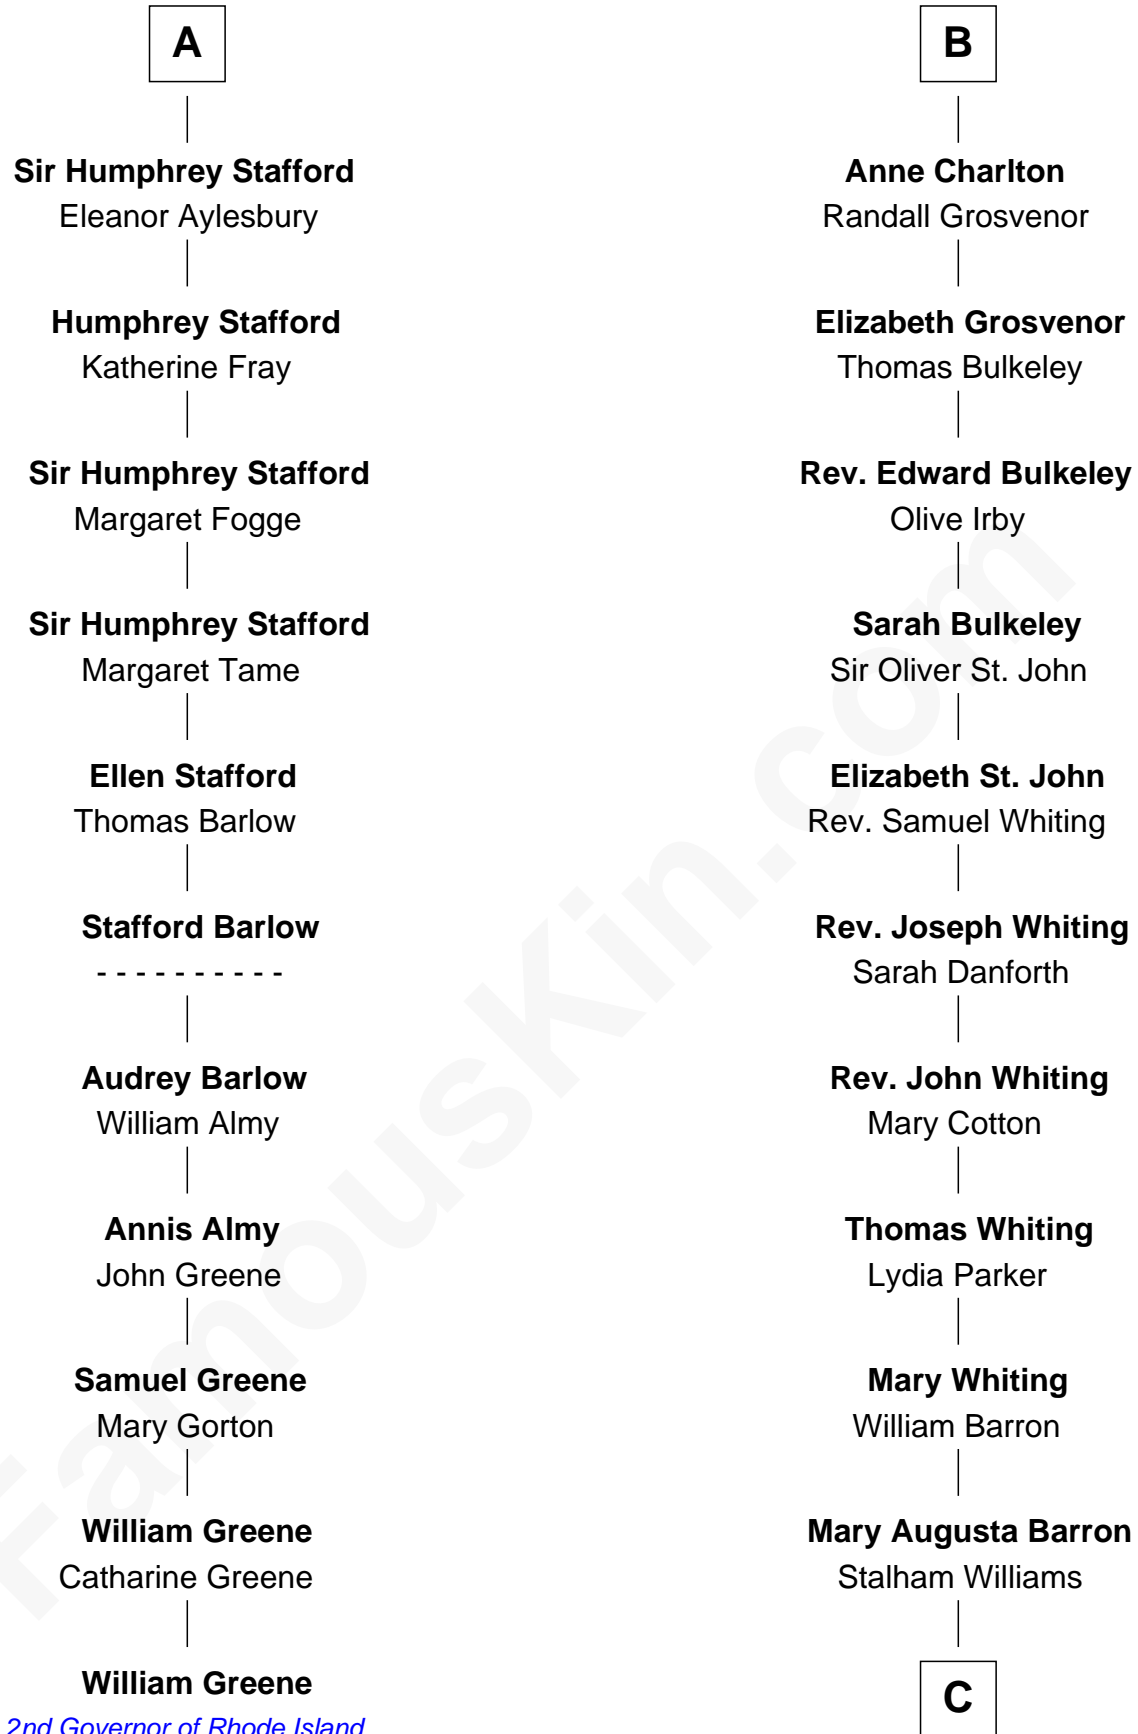 A
Sir Humphrey Stafford
Eleanor Aylesbury
Humphrey Stafford
Katherine Fray
Sir Humphrey Stafford
Margaret Fogge
Sir Humphrey Stafford
Margaret Tame
Ellen Stafford
Thomas Barlow
Stafford Barlow
- - - - - - - - - -
Audrey Barlow
William Almy
Annis Almy
John Greene
Samuel Greene
Mary Gorton
William Greene
Catharine Greene
William Greene
2nd Governor of Rhode Island
B
Anne Charlton
Randall Grosvenor
Elizabeth Grosvenor
Thomas Bulkeley
Rev. Edward Bulkeley
Olive Irby
Sarah Bulkeley
Sir Oliver St. John
Elizabeth St. John
Rev. Samuel Whiting
Rev. Joseph Whiting
Sarah Danforth
Rev. John Whiting
Mary Cotton
Thomas Whiting
Lydia Parker
Mary Whiting
William Barron
Mary Augusta Barron
Stalham Williams
C
FamousKin.com